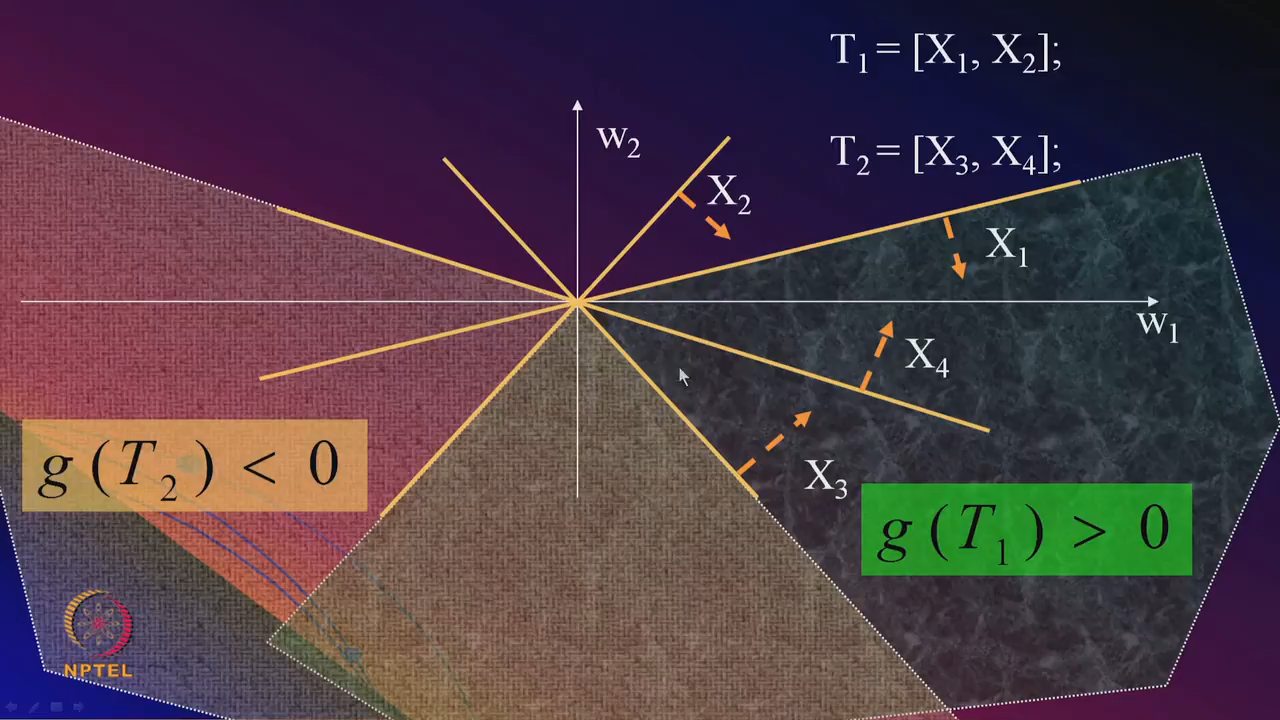 T₁ = [X₁, X₂];
w₂
T₂ = [X₃, X₄];
X₂
X₁
w₁
X₄
g (T₂) < 0
X₃
g (T₁) > 0
NPTEL